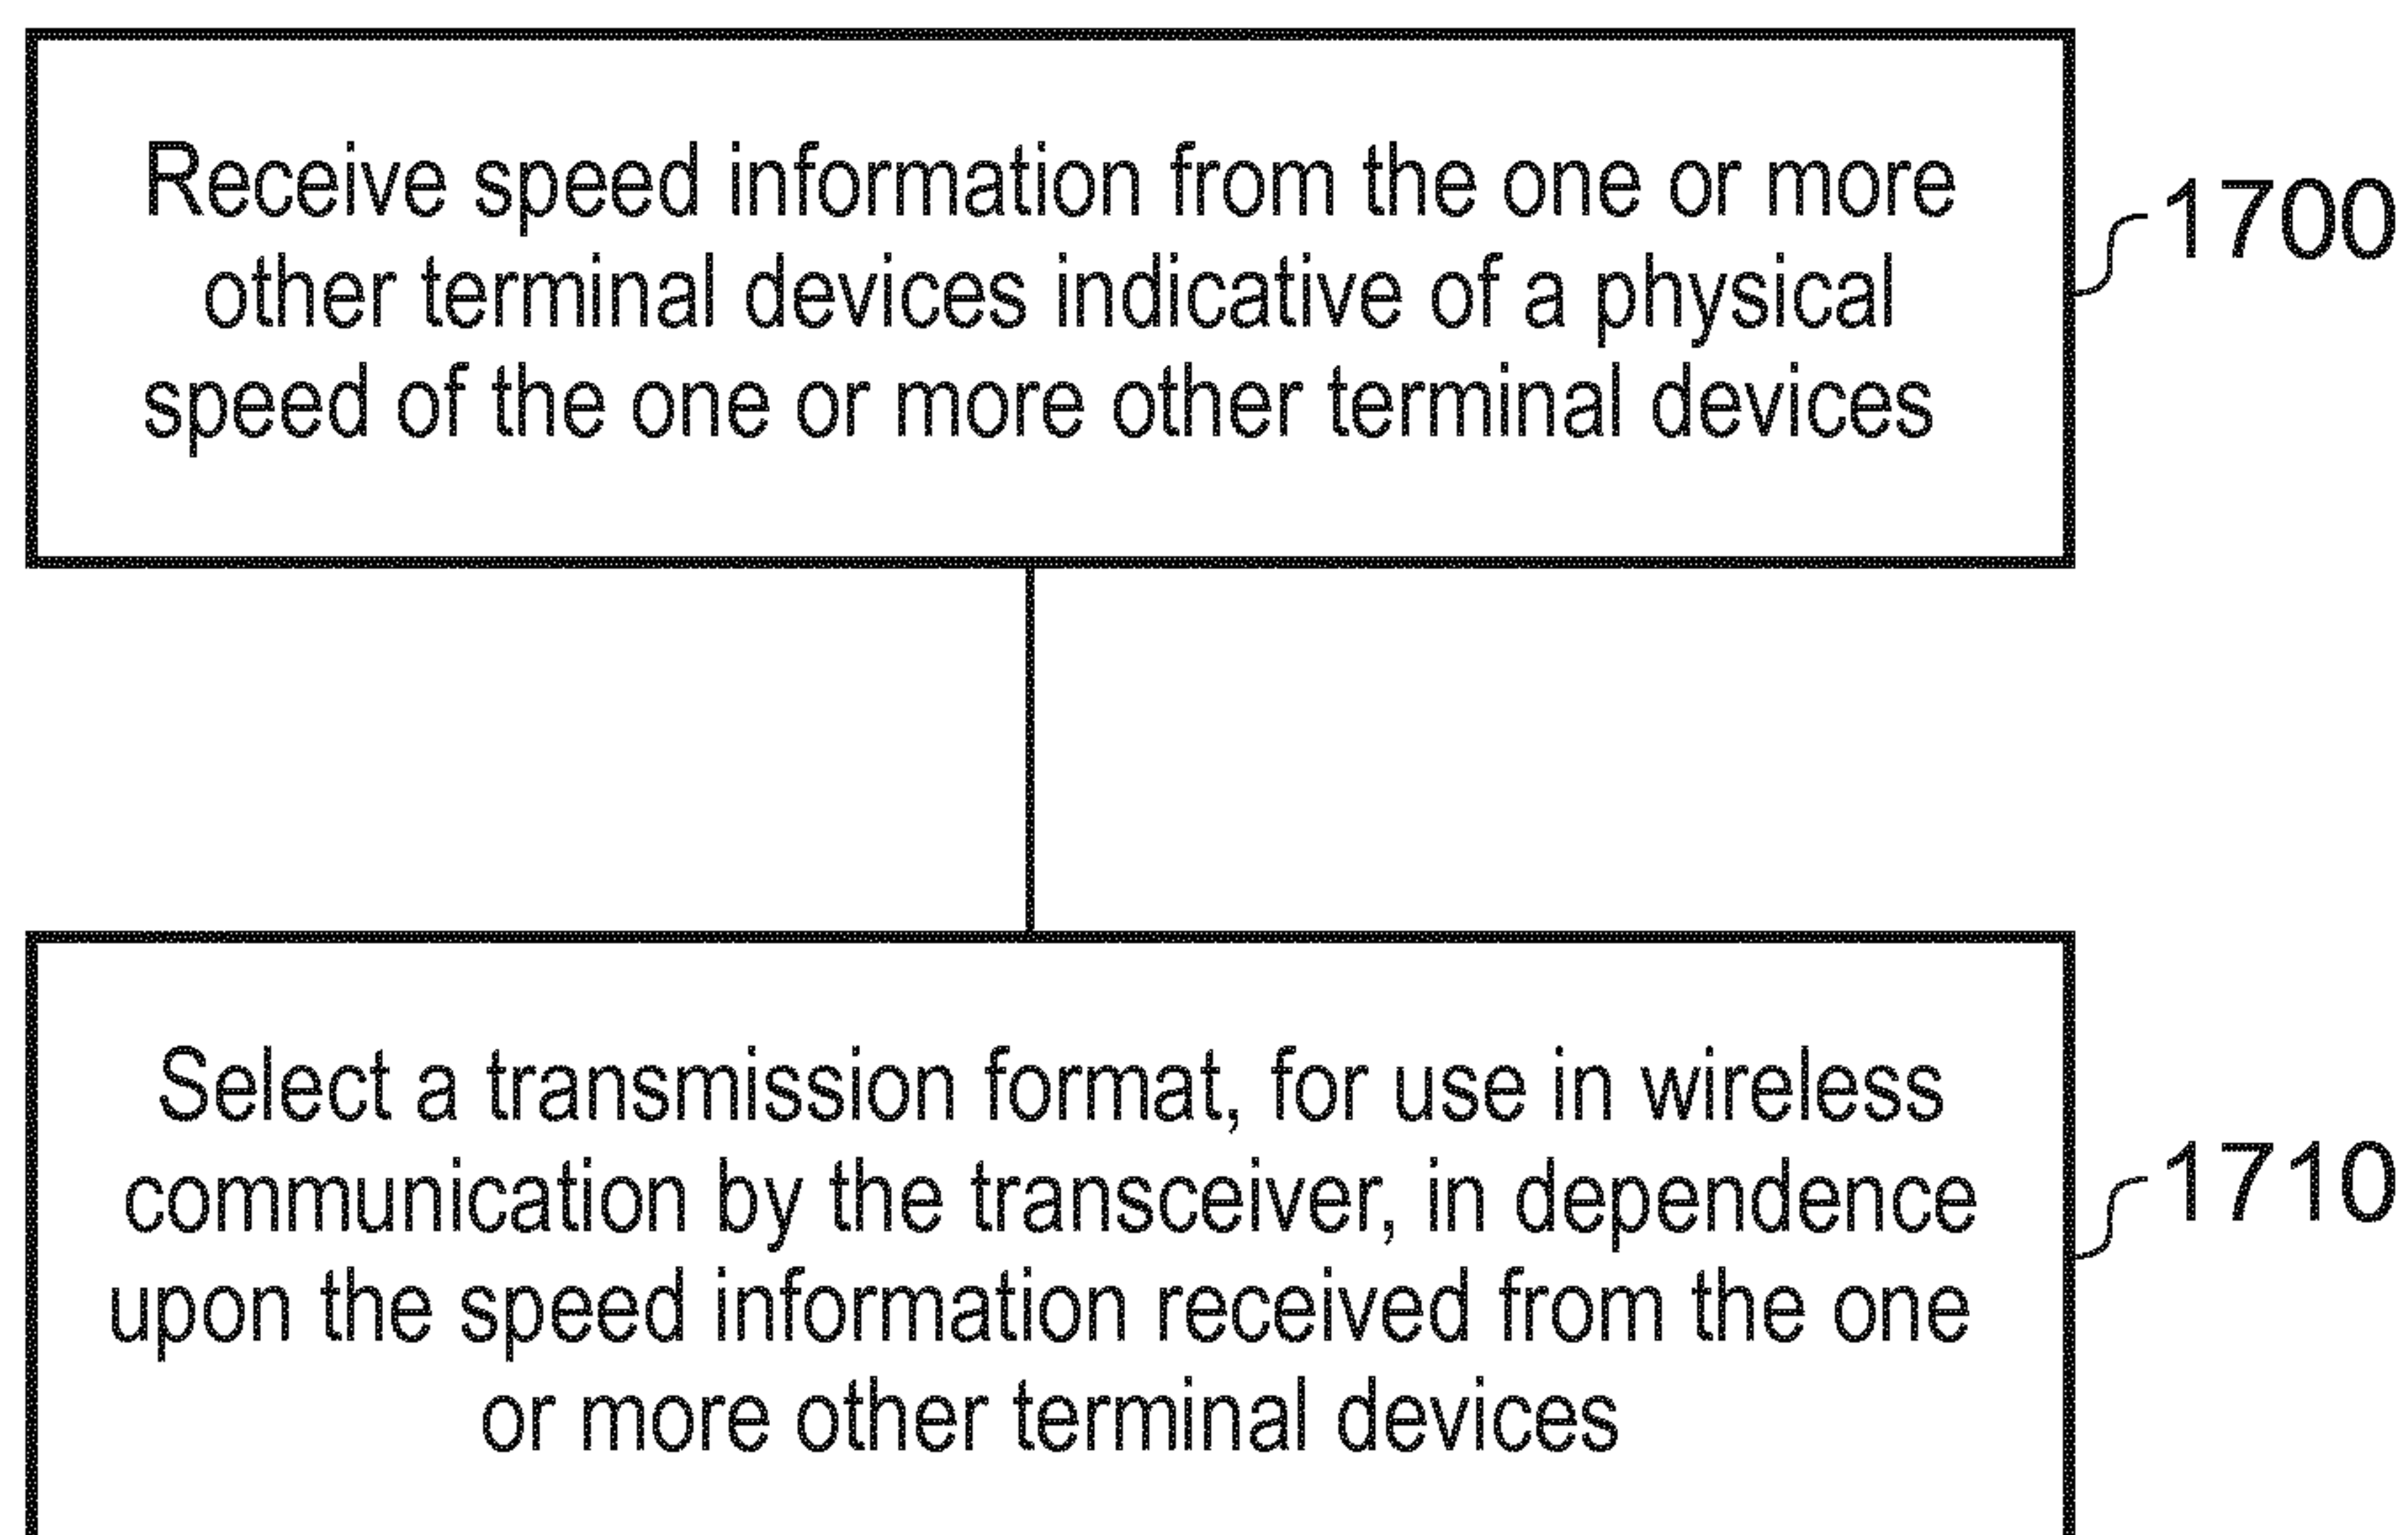 Receive speed information from the one or more
other terminal devices indicative of a physical
speed of the one or more other terminal devices
1700
Select a transmission format, for use in wireless
communication by the transceiver, in dependence
upon the speed information received from the one
or more other terminal devices
1710